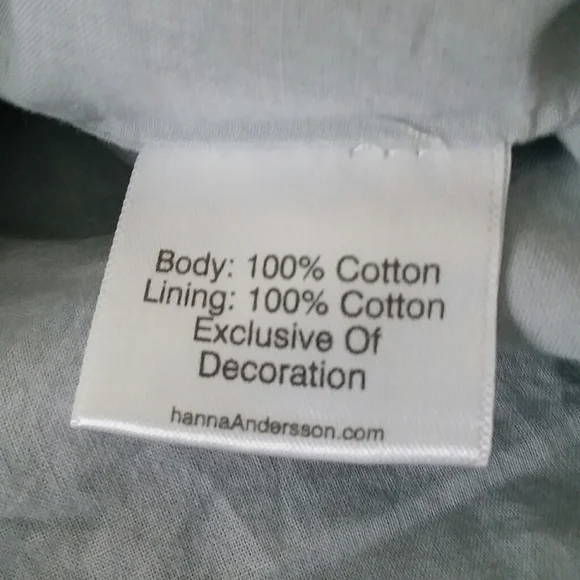 Body: 100% Cotton
Lining: 100% Cotton
Exclusive Of
Decoration
hannaAndersson.com